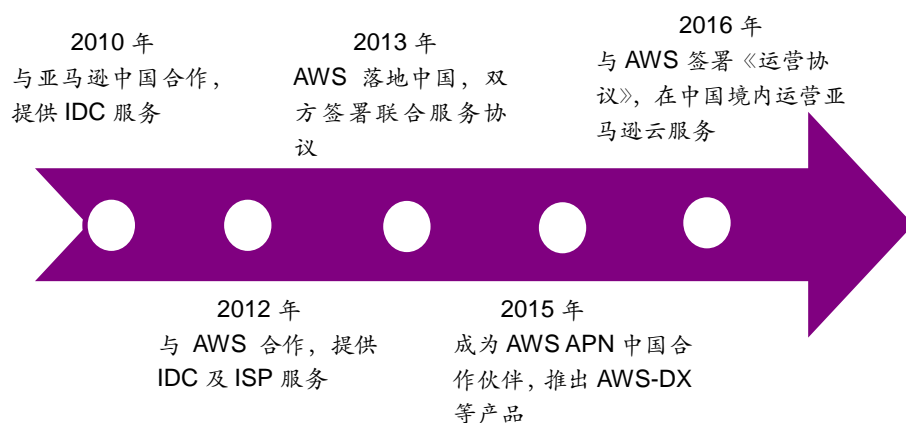 2010 年
与亚马逊中国合作，
提供 IDC 服务
2013 年
AWS 落地中国，双
方签署联合服务协
议
2016 年
与 AWS 签署《运营协
议》，在中国境内运营亚
马逊云服务
2012 年
与 AWS 合作，提供
IDC 及 ISP 服务
2015 年
成为 AWS APN 中国合
作伙伴，推出 AWS-DX
等产品